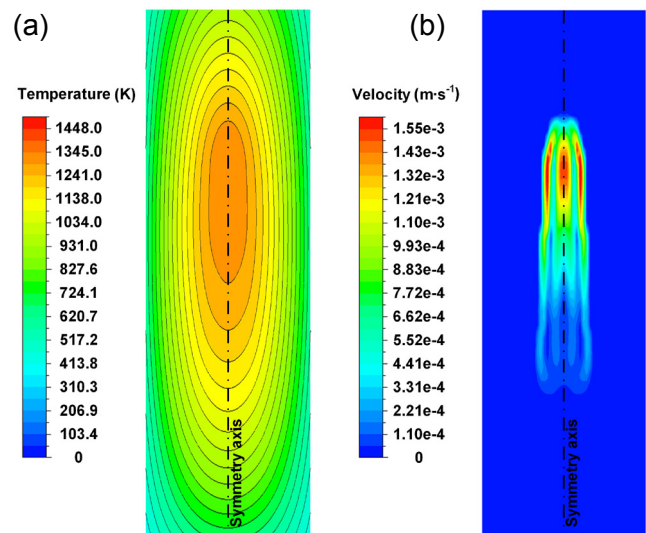 (a)
Temperature (K)
1448.0
1345.0
1241.0
1138.0
1034.0
931.0
827.6
724.1
620.7
517.2
413.8
310.3
206.9
103.4
0
Symmetry axis
(b)
Velocity (m·s⁻¹)
1.55e-3
1.43e-3
1.32e-3
1.21e-3
1.10e-3
9.93e-4
8.83e-4
7.72e-4
6.62e-4
5.52e-4
4.41e-4
3.31e-4
2.21e-4
1.10e-4
0
Symmetry axis